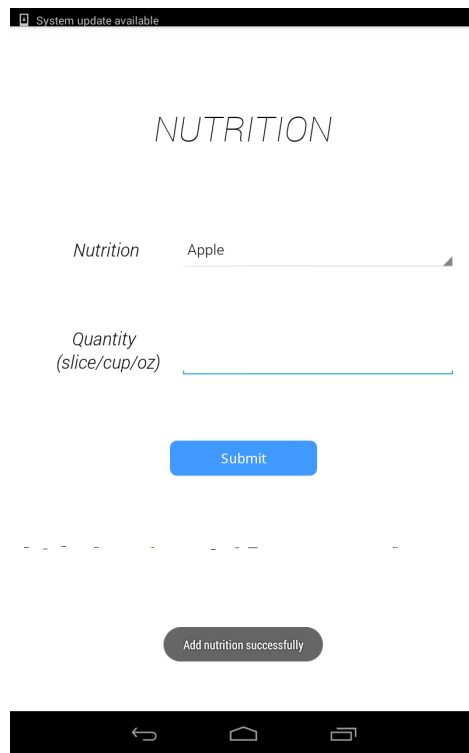 System update available
NUTRITION
Nutrition
Apple
Quantity
(slice/cup/oz)
Submit
Add nutrition successfully